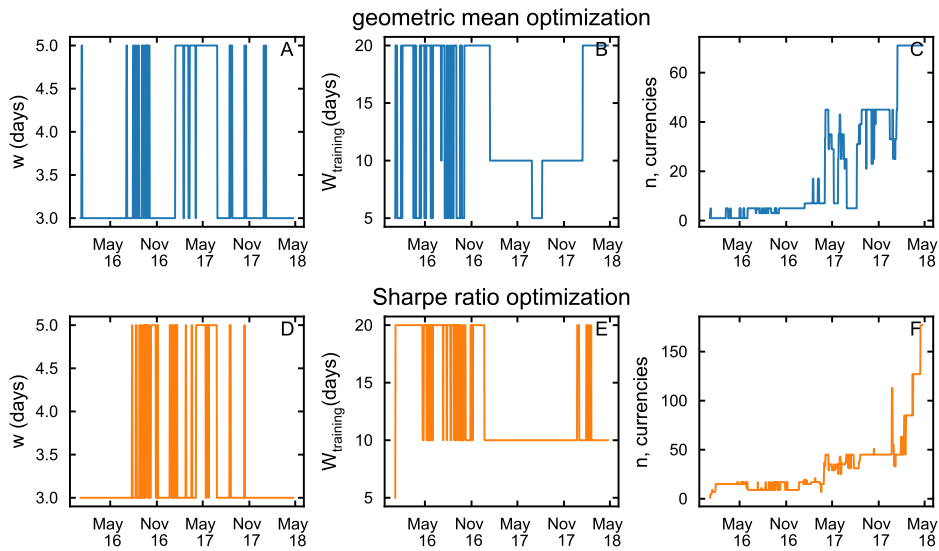 geometric mean optimization
A
w (days)
5.0
4.5
4.0
3.5
3.0
May
16
Nov
16
May
17
Nov
17
May
18
B
W_training(days)
20
15
10
5
May
16
Nov
16
May
17
Nov
17
May
18
C
n, currencies
60
40
20
0
May
16
Nov
16
May
17
Nov
17
May
18
Sharpe ratio optimization
D
w (days)
5.0
4.5
4.0
3.5
3.0
May
16
Nov
16
May
17
Nov
17
May
18
E
W_training(days)
20
15
10
5
May
16
Nov
16
May
17
Nov
17
May
18
F
n, currencies
150
100
50
0
May
16
Nov
16
May
17
Nov
17
May
18